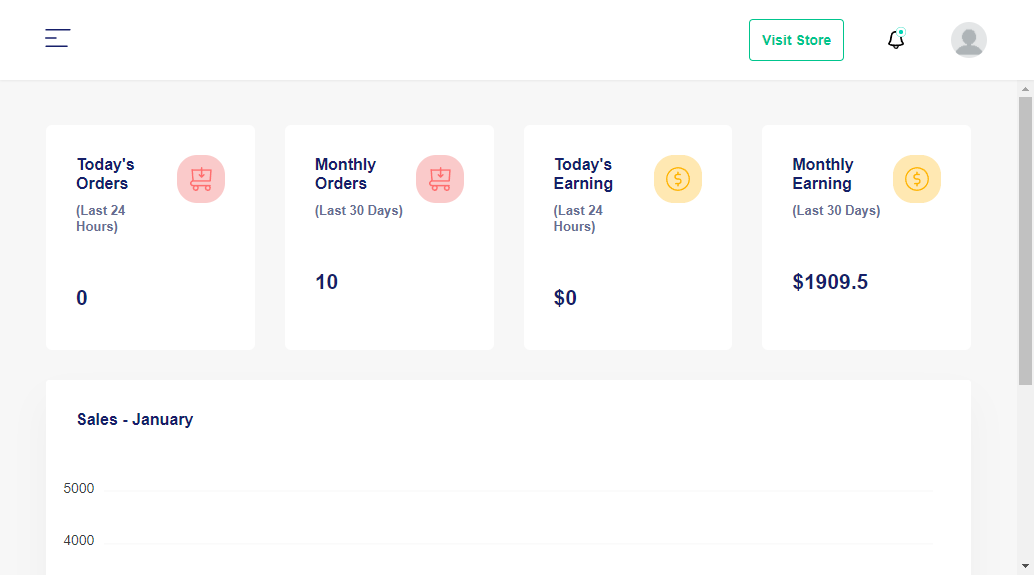 Visit Store
Today's
Orders
(Last 24
Hours)
0
Monthly
Orders
(Last 30 Days)
10
Today's
Earning
(Last 24
Hours)
$0
Monthly
Earning
(Last 30 Days)
$1909.5
Sales - January
5000
4000